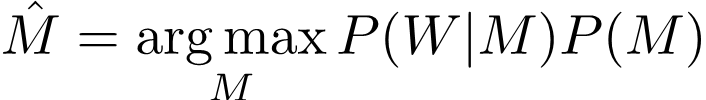 M̂ = arg max P(W|M)P(M)
M